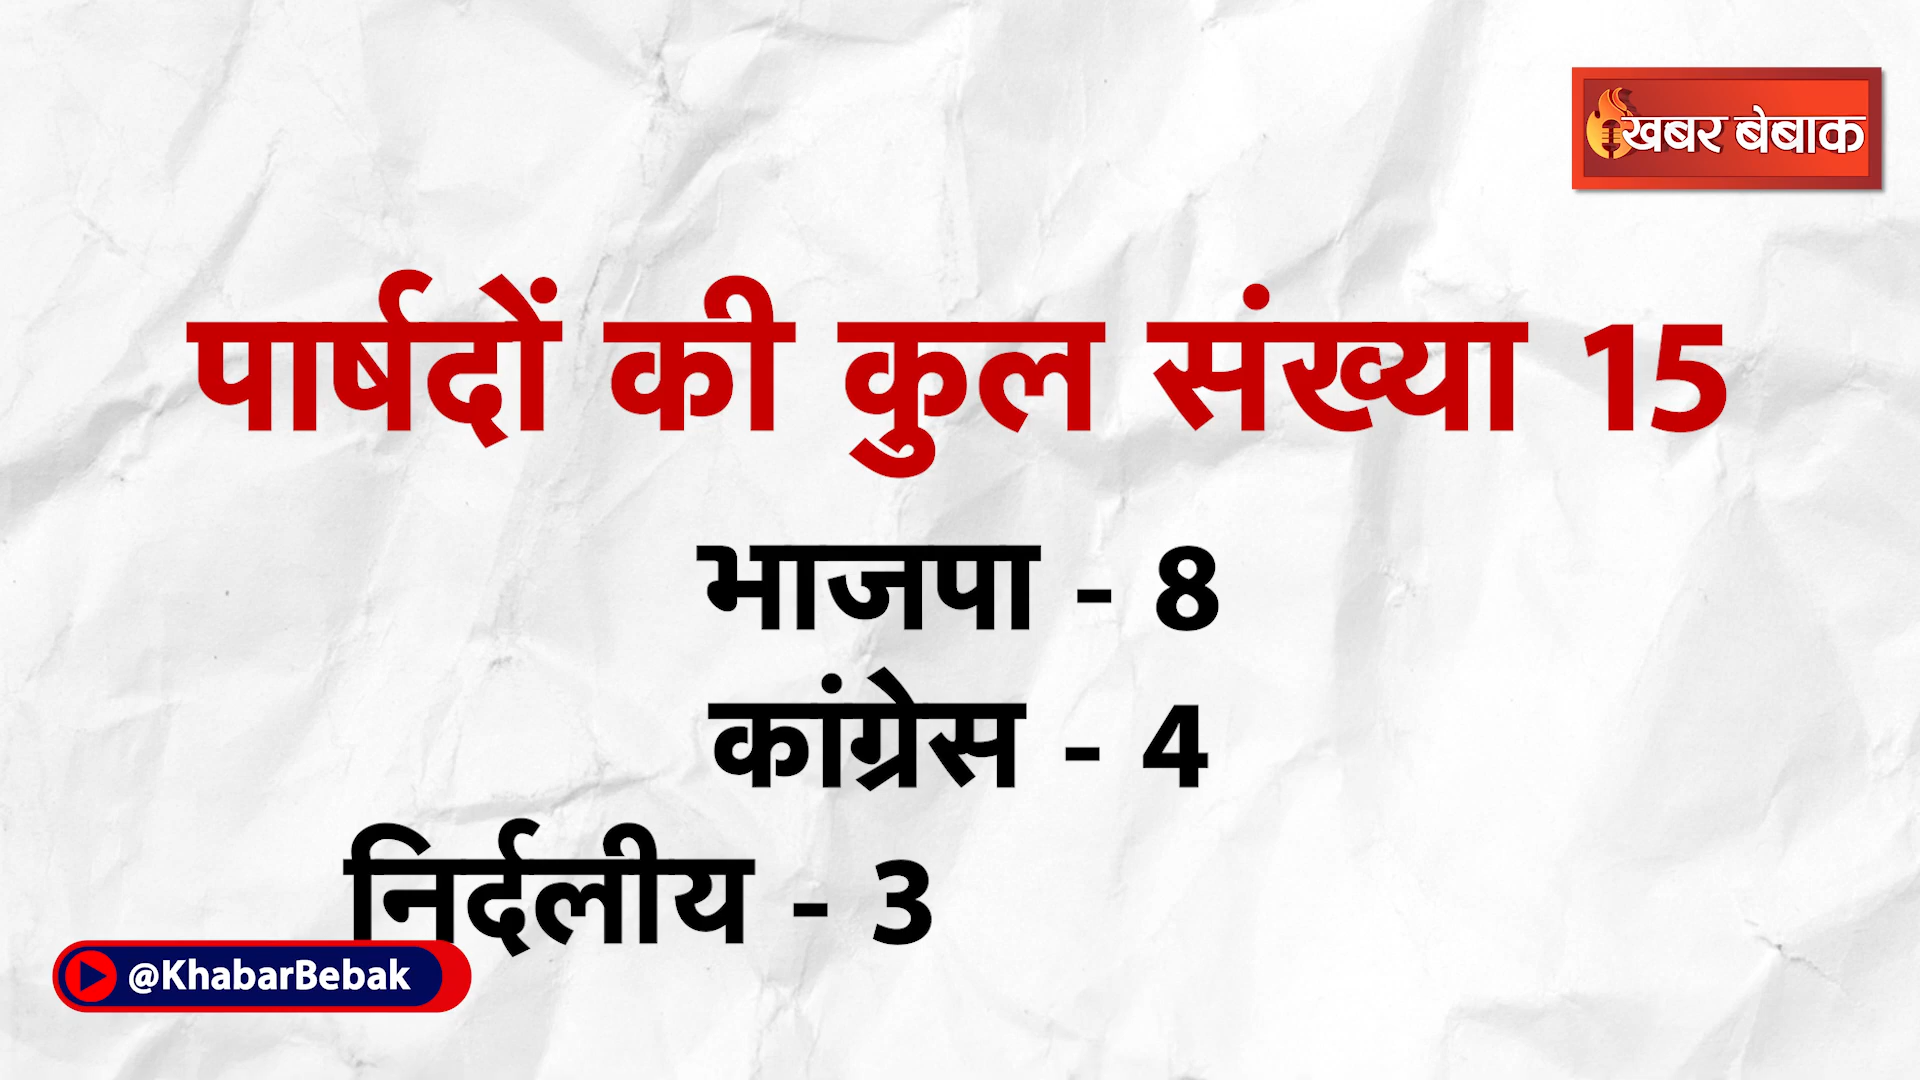 खबर बेबाक
पार्षदों की कुल संख्या 15
भाजपा - 8
कांग्रेस - 4
निर्दलीय - 3
@KhabarBebak